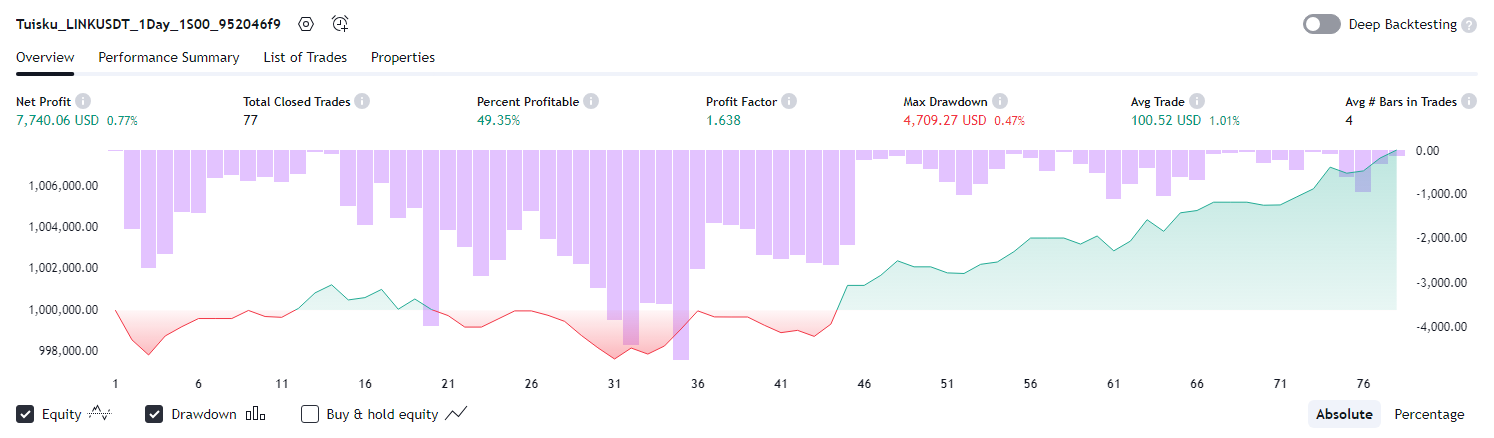 Tuisku_LINKUSDT_1Day_1S00_952046f9 Deep Backtesting ?
Overview Performance Summary List of Trades Properties
Net Profit Total Closed Trades Percent Profitable Profit Factor Max Drawdown Avg Trade Avg # Bars in Trades
7,740.06 USD 0.77% 77 49.35% 1.638 4,709.27 USD 0.47% 100.52 USD 1.01% 4
0.00
1,006,000.00 -1,000.00
1,004,000.00 -2,000.00
1,002,000.00 -3,000.00
1,000,000.00 -4,000.00
998,000.00
1 6 11 16 21 26 31 36 41 46 51 56 61 66 71 76
Equity Drawdown Buy & hold equity Absolute Percentage